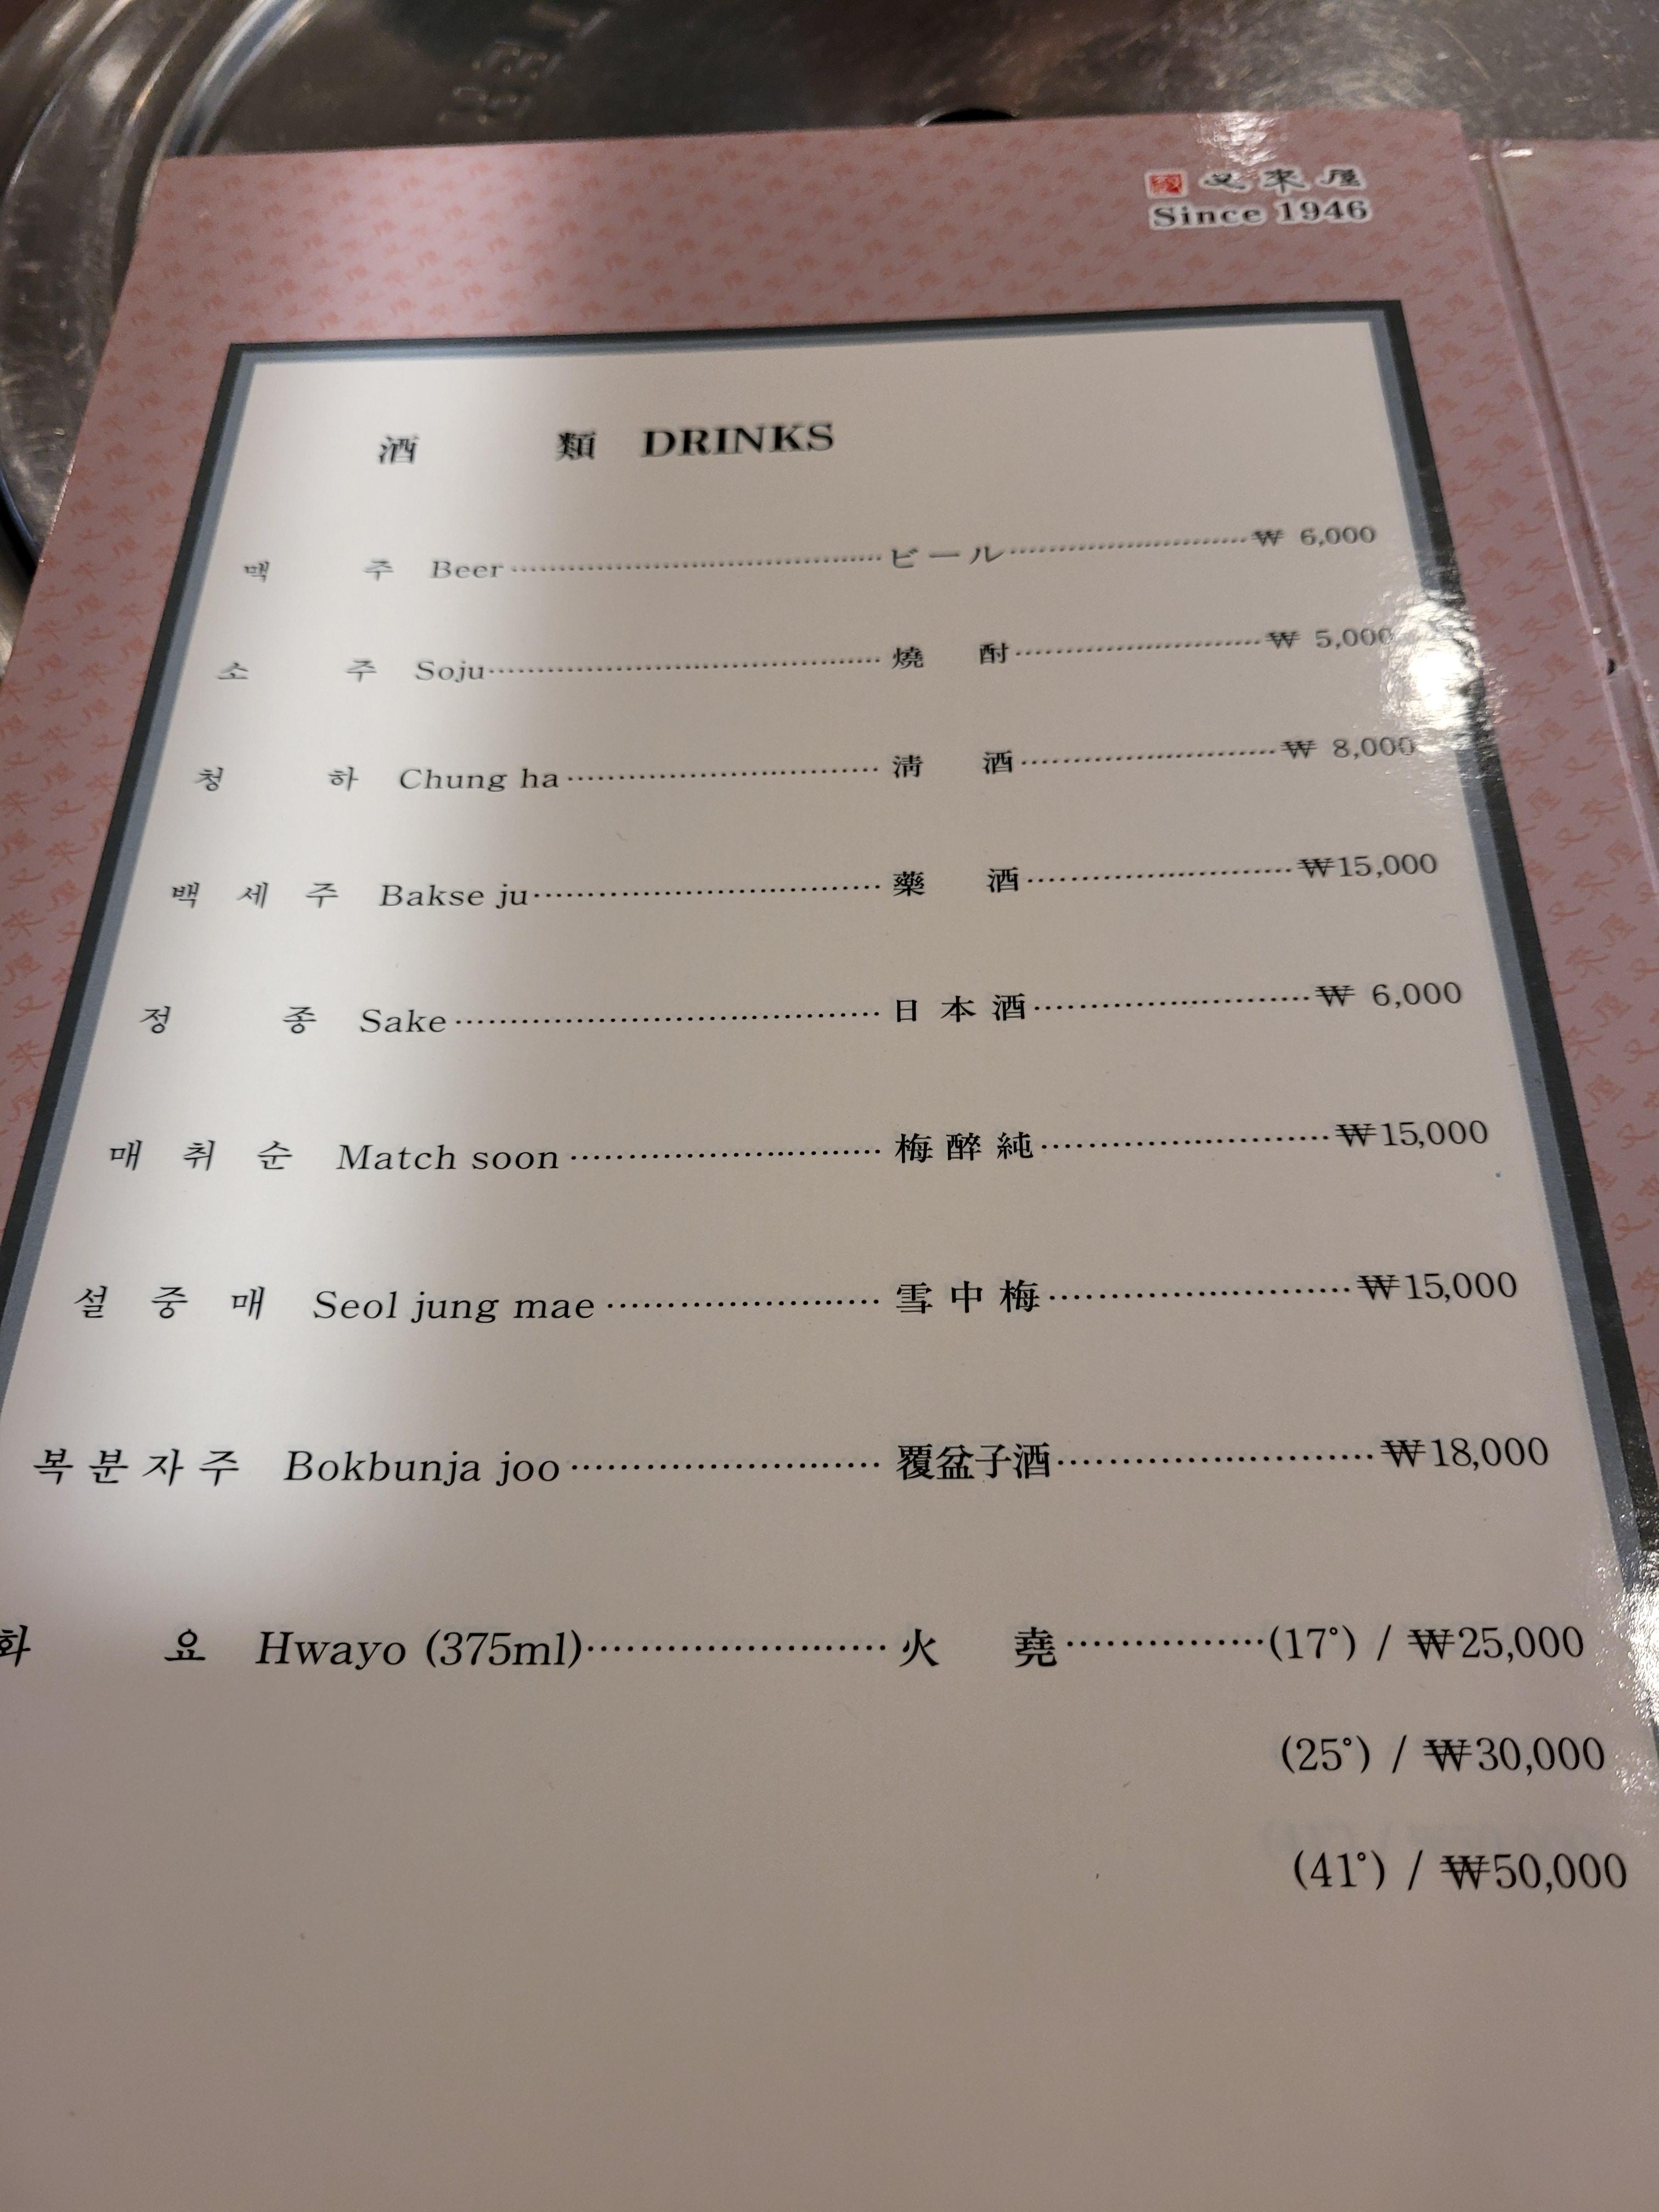 又來屋
Since 1946
酒 類 DRINKS
맥 주 Beer ビール ₩ 6,000
소 주 Soju 燒 酎 ₩ 5,000
청 하 Chung ha 淸 酒 ₩ 8,000
백 세 주 Bakse ju 藥 酒 ₩15,000
정 종 Sake 日 本 酒 ₩ 6,000
매 취 순 Match soon 梅 醉 純 ₩15,000
설 중 매 Seol jung mae 雪 中 梅 ₩15,000
복 분 자 주 Bokbunja joo 覆盆子酒 ₩18,000
화 요 Hwayo (375ml) 火 堯 (17°) / ₩25,000
(25°) / ₩30,000
(41°) / ₩50,000